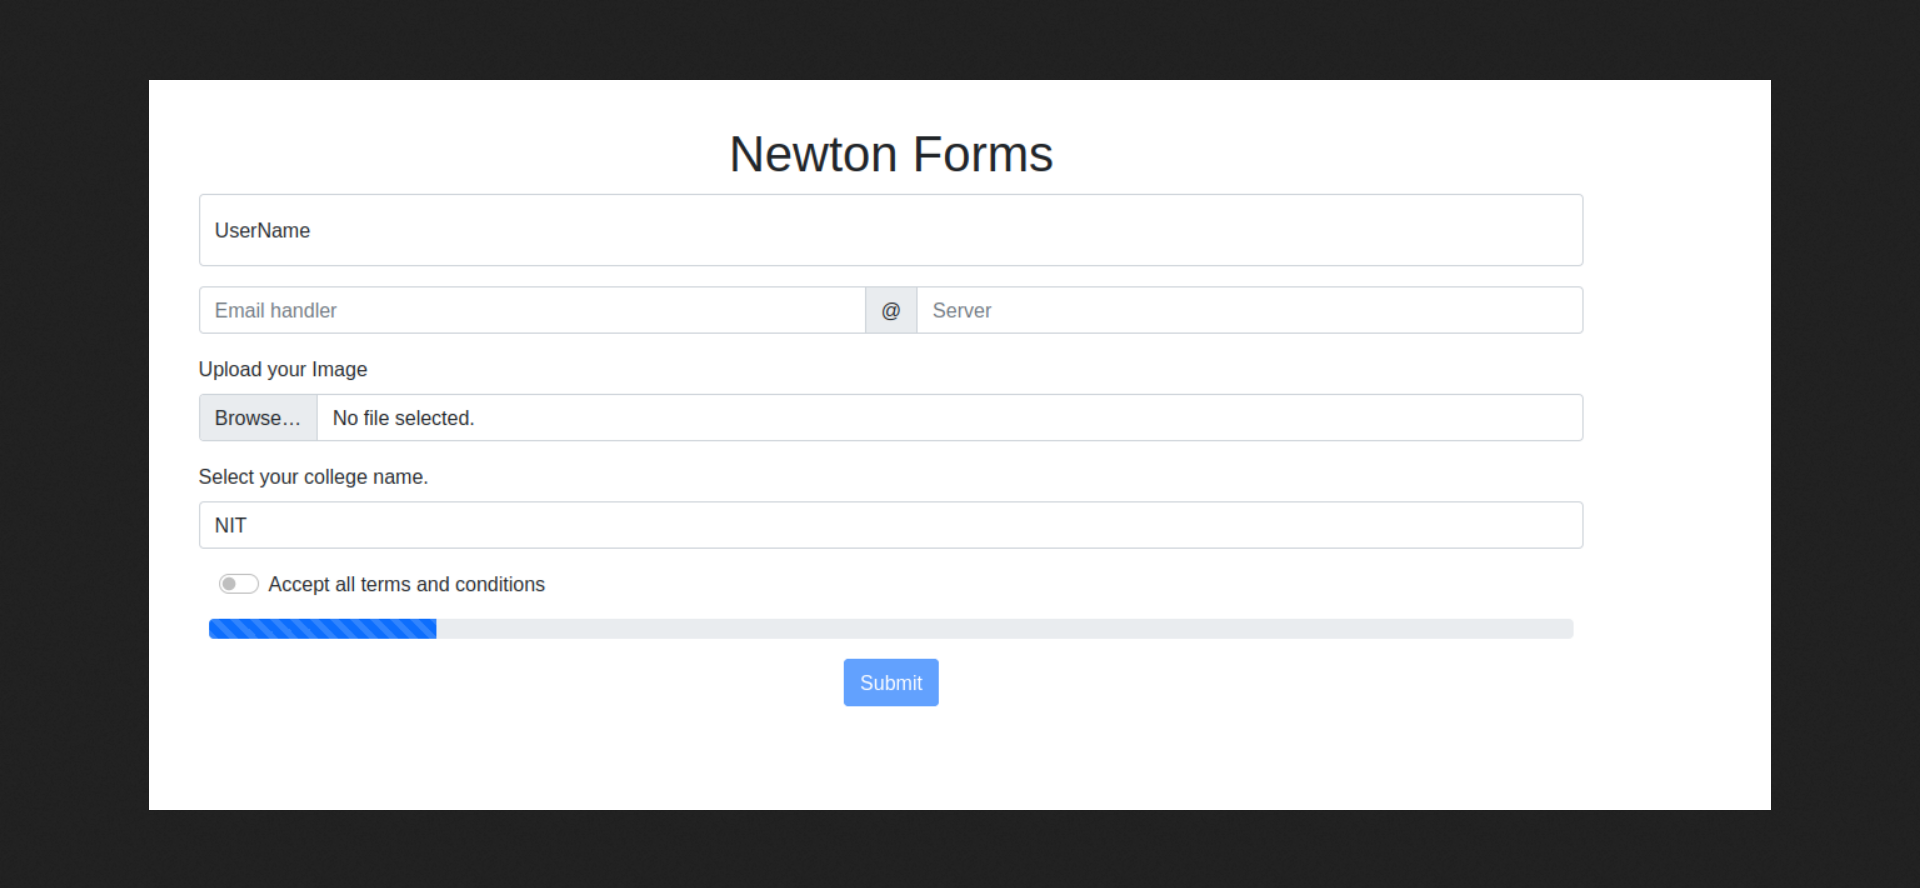 Newton Forms
UserName
Email handler @ Server
Upload your Image
Browse... No file selected.
Select your college name.
NIT
Accept all terms and conditions
Submit